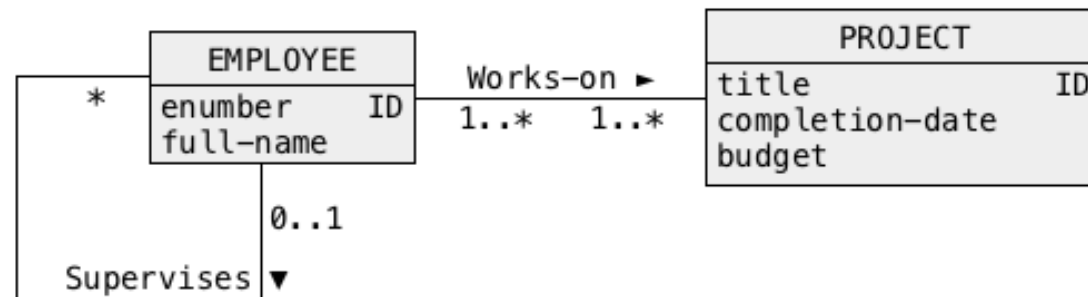 EMPLOYEE
enumber ID
full-name
*
Works-on ►
1..* 1..*
PROJECT
title ID
completion-date
budget
0..1
Supervises ▼